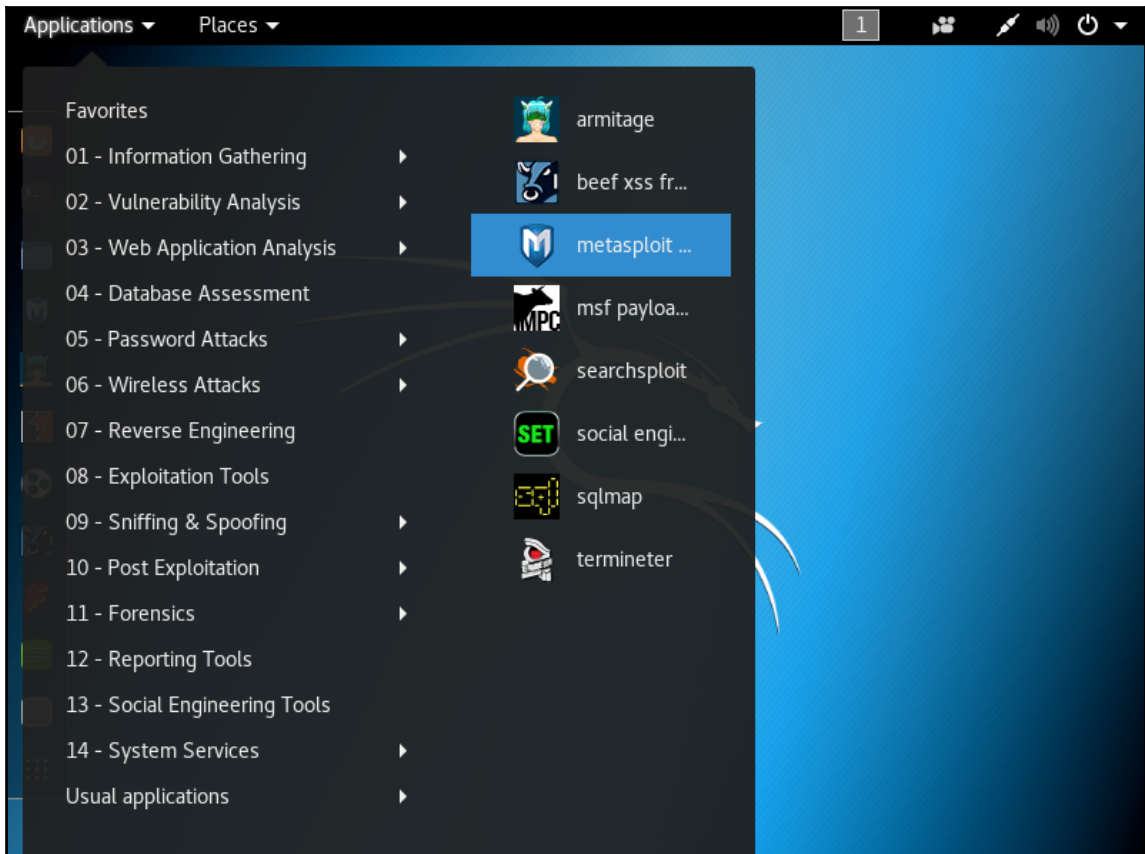 Applications Places 1
Favorites
01 - Information Gathering
02 - Vulnerability Analysis
03 - Web Application Analysis
04 - Database Assessment
05 - Password Attacks
06 - Wireless Attacks
07 - Reverse Engineering
08 - Exploitation Tools
09 - Sniffing & Spoofing
10 - Post Exploitation
11 - Forensics
12 - Reporting Tools
13 - Social Engineering Tools
14 - System Services
Usual applications
armitage
beef xss fr...
M metasploit ...
MPC msf payloa...
searchsploit
SET social engi...
sql sqlmap
termineter